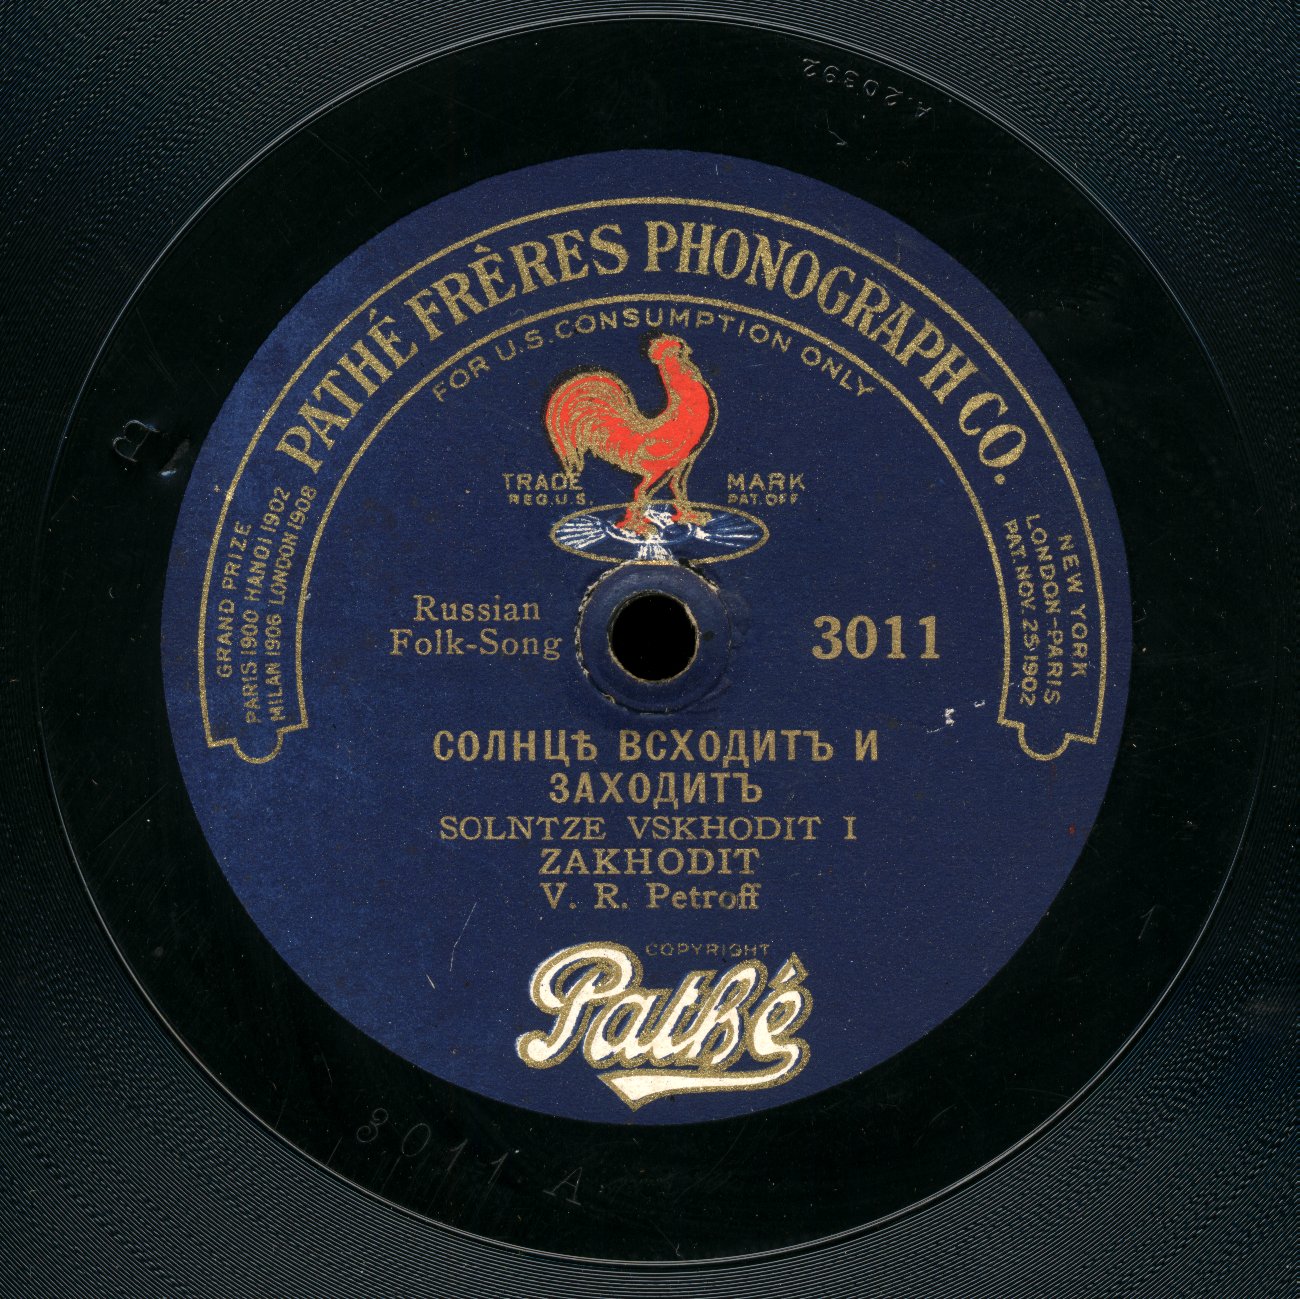 A.20392
PATHÉ FRÈRES PHONOGRAPH CO.
FOR U.S. CONSUMPTION ONLY
TRADE MARK
REG. U.S. PAT. OFF.
GRAND PRIZE
PARIS 1900 HANOI 1902
MILAN 1906 LONDON 1908
NEW YORK
LONDON-PARIS
PAT. NOV. 25-1902
Russian
Folk-Song
3011
СОЛНЦѢ ВСХОДИТЪ И
ЗАХОДИТЪ
SOLNTZE VSKHODIT I
ZAKHODIT
V. R. Petroff
COPYRIGHT
Pathé
3011-A